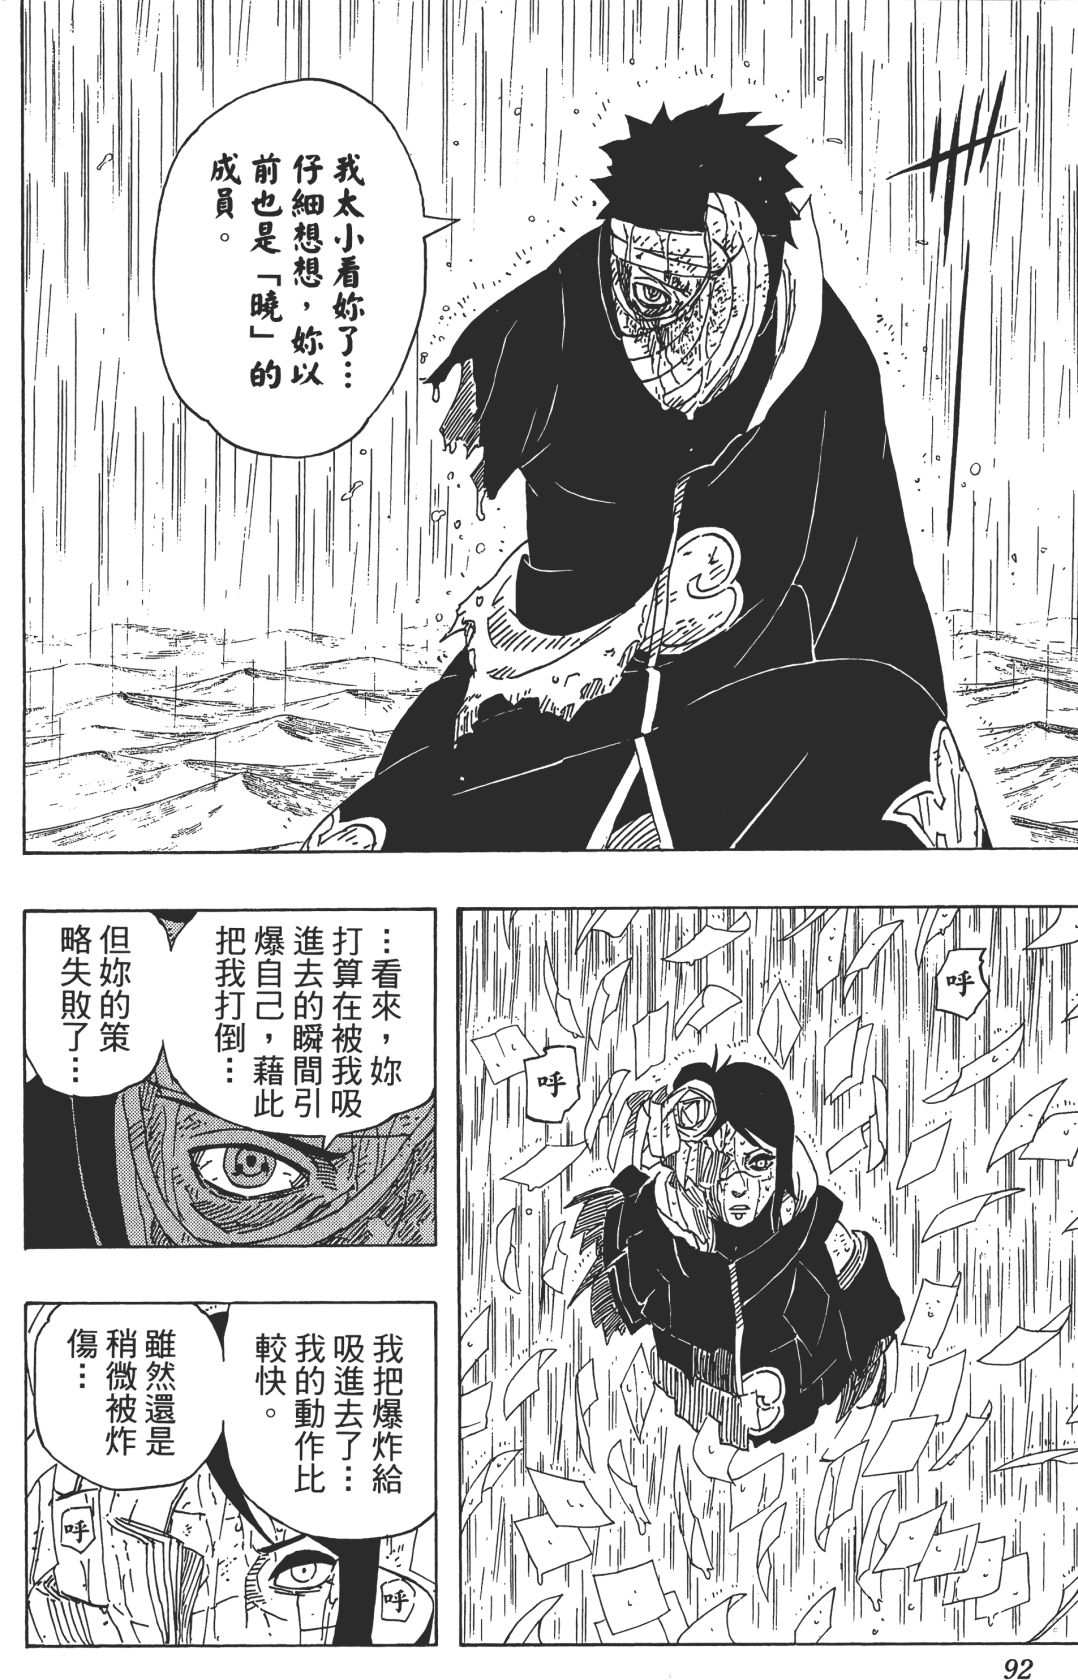 我太小看妳了…
仔細想想，妳以
前也是「曉」的
成員。
呼
呼
…看來，妳
打算在被我吸
進去的瞬間引
爆自己，藉此
把我打倒…
但妳的策
略失敗了…
我把爆炸給
吸進去了…
我的動作比
較快。
雖然還是
稍微被炸
傷…
呼
呼
92